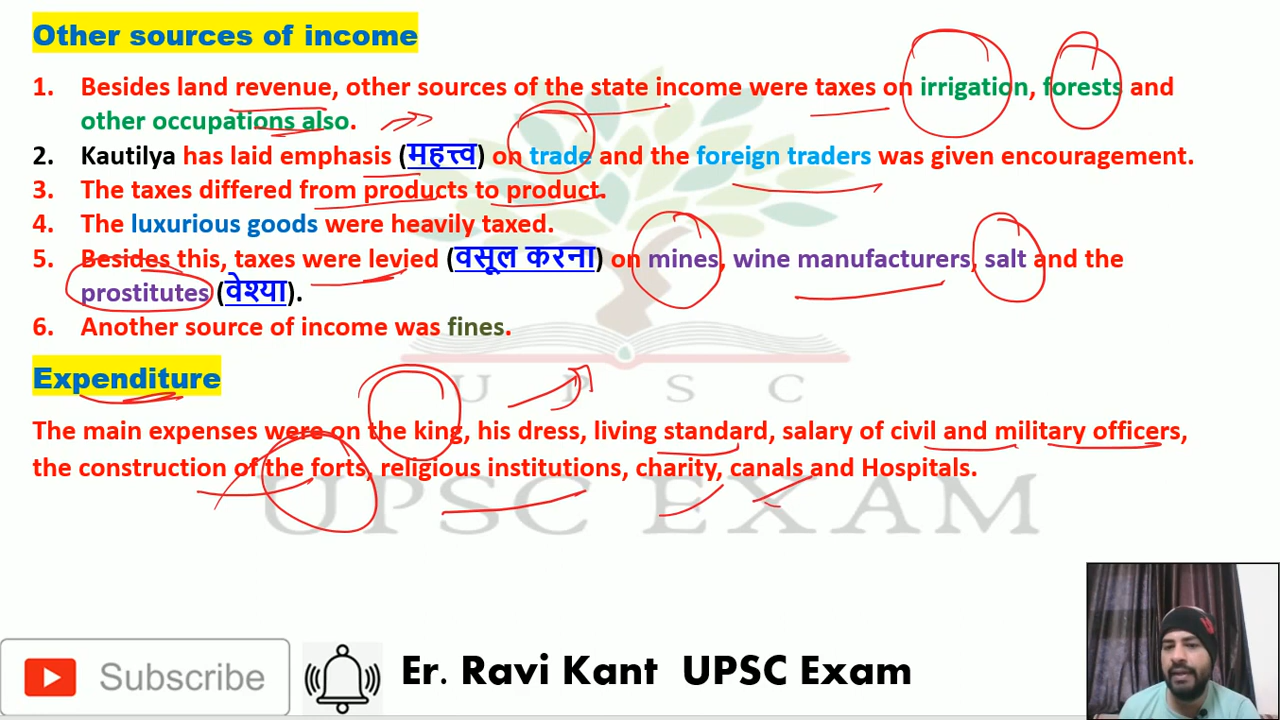 Other sources of income
1. Besides land revenue, other sources of the state income were taxes on irrigation, forests and
other occupations also.
2. Kautilya has laid emphasis (महत्त्व) on trade and the foreign traders was given encouragement.
3. The taxes differed from products to product.
4. The luxurious goods were heavily taxed.
5. Besides this, taxes were levied (वसूल करना) on mines, wine manufacturers, salt and the
prostitutes (वेश्या).
6. Another source of income was fines.
Expenditure
UPSC
The main expenses were on the king, his dress, living standard, salary of civil and military officers,
the construction of the forts, religious institutions, charity, canals and Hospitals.
UPSC EXAM
Subscribe
Er. Ravi Kant UPSC Exam